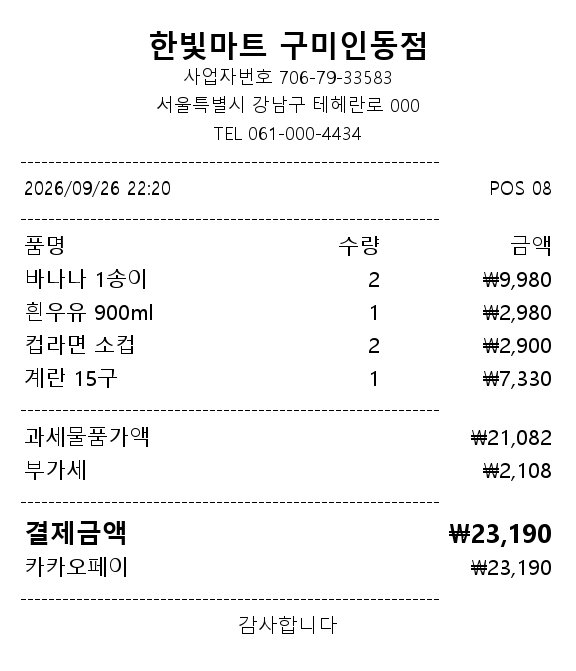 한빛마트 구미인동점
사업자번호 706-79-33583
서울특별시 강남구 테헤란로 000
TEL 061-000-4434
2026/09/26 22:20 POS 08
품명 수량 금액
바나나 1송이 2 ₩9,980
흰우유 900ml 1 ₩2,980
컵라면 소컵 2 ₩2,900
계란 15구 1 ₩7,330
과세물품가액 ₩21,082
부가세 ₩2,108
결제금액 ₩23,190
카카오페이 ₩23,190
감사합니다